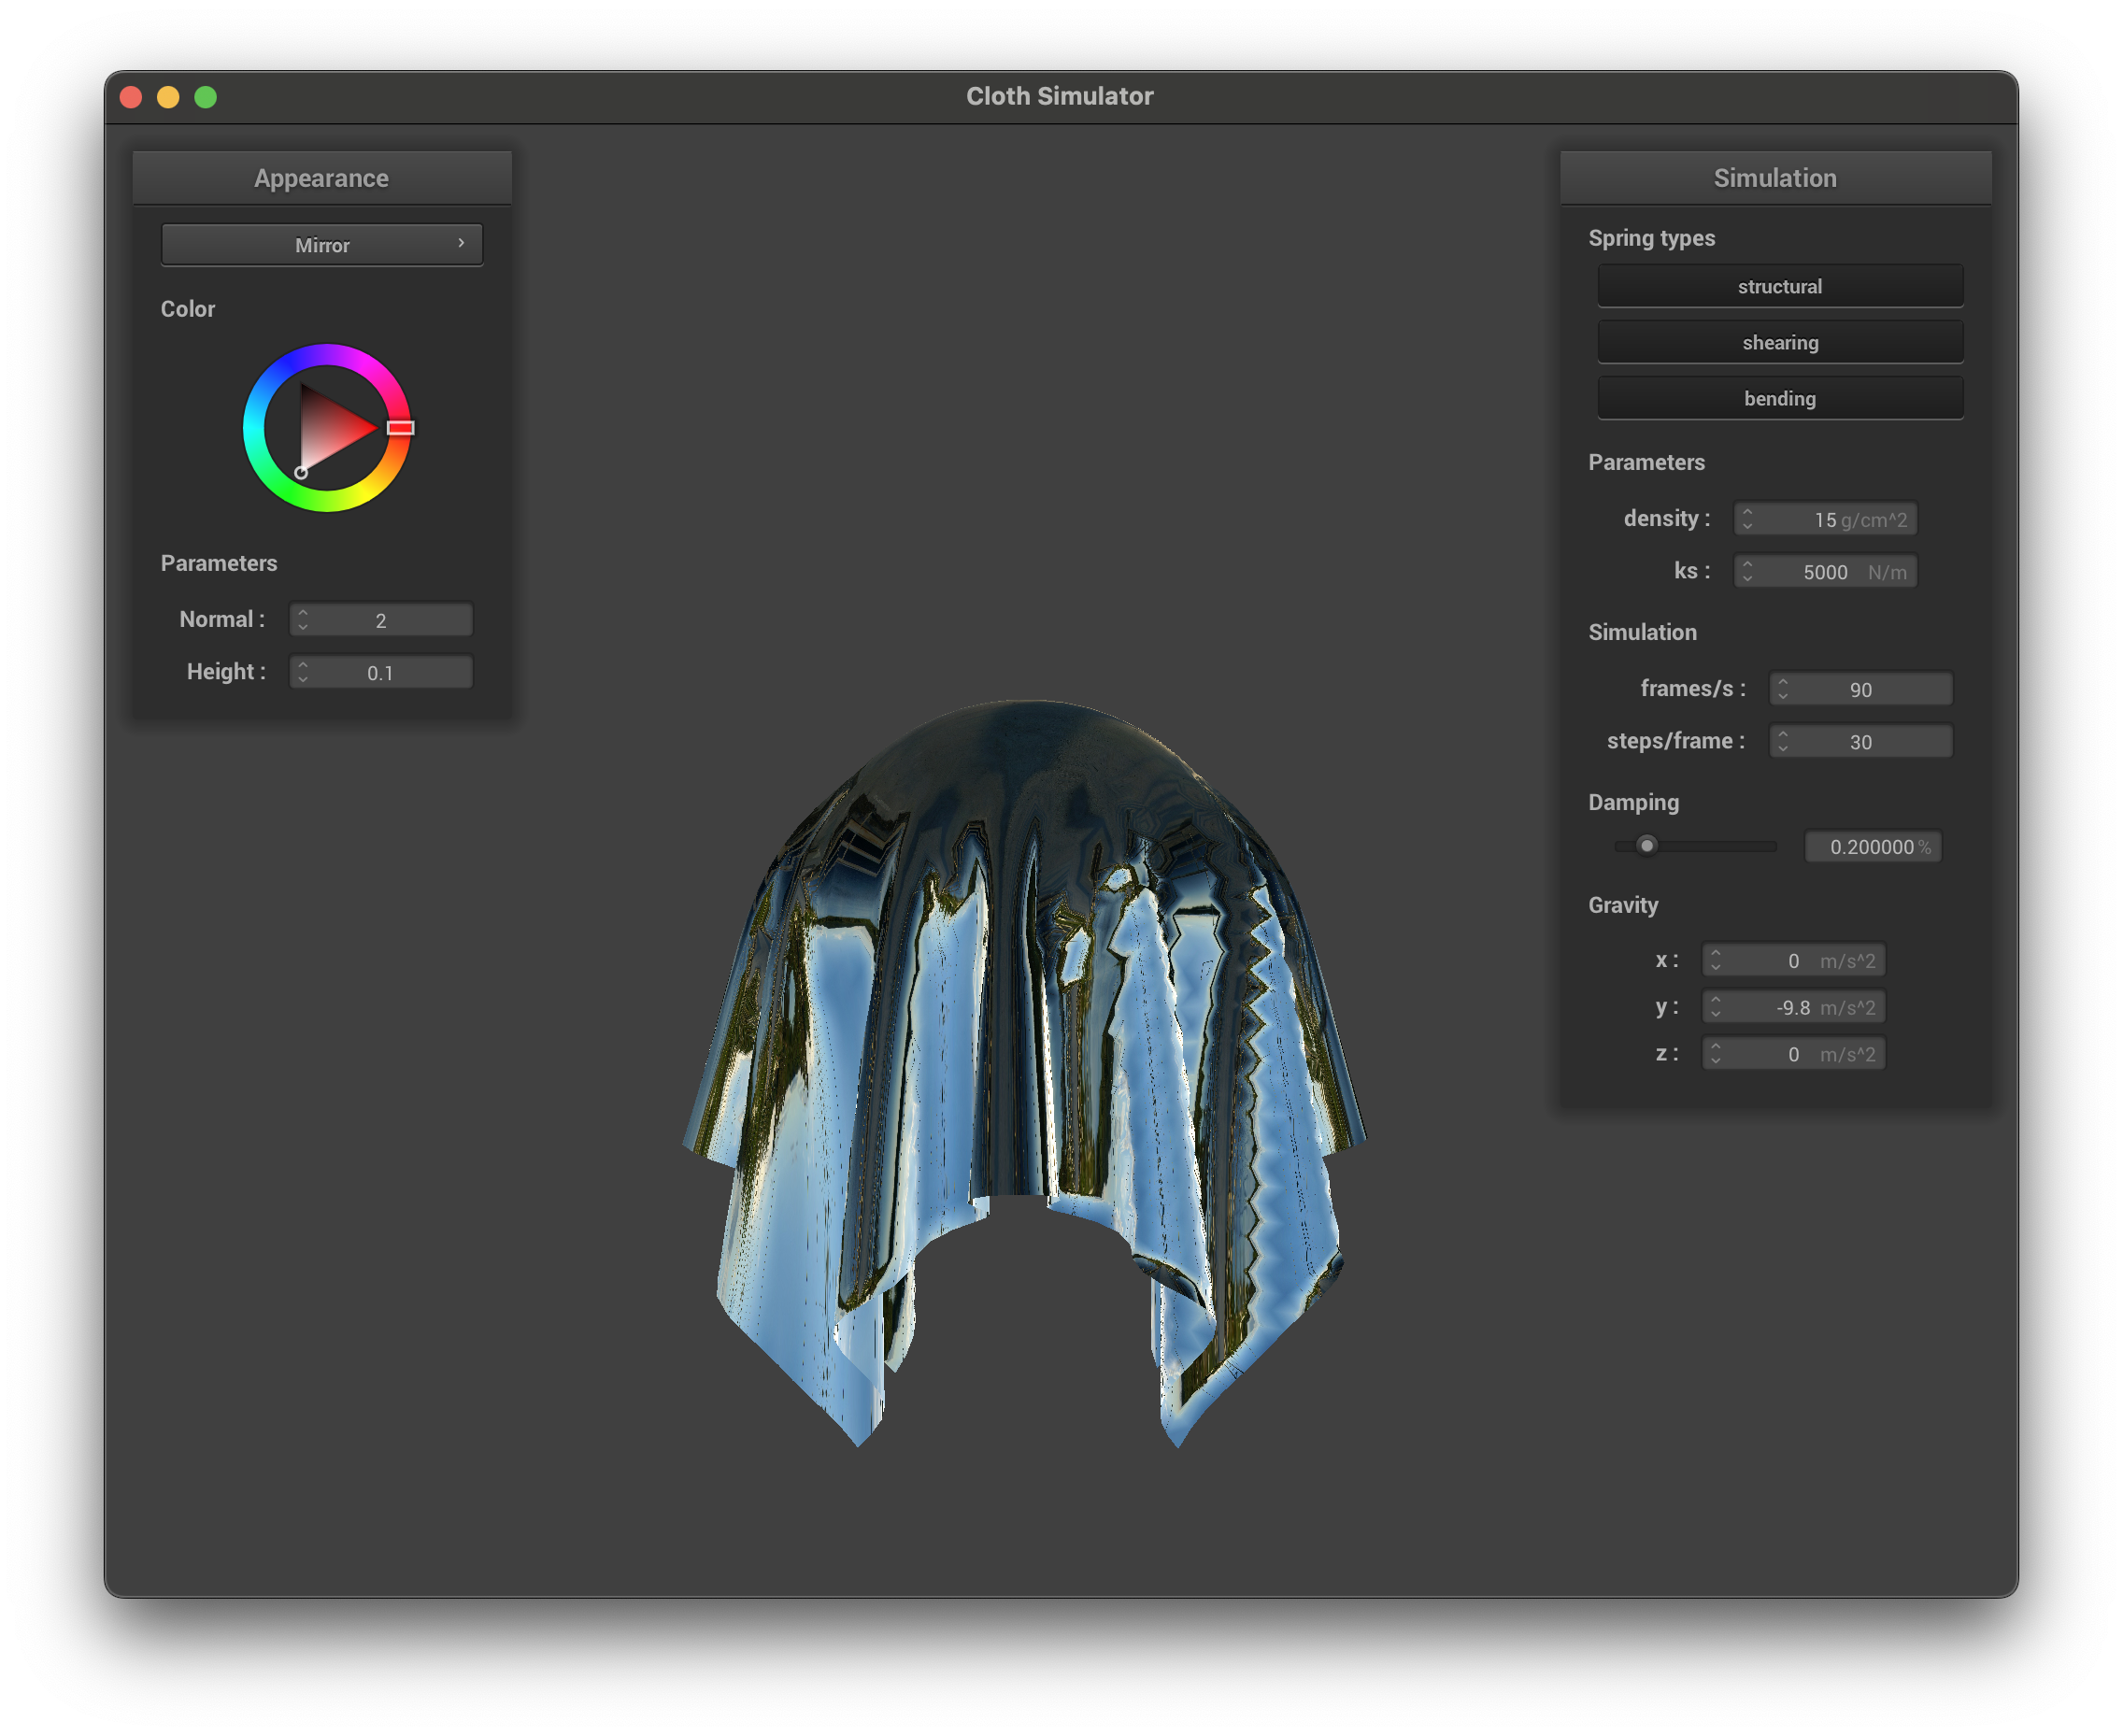 Cloth Simulator
Appearance
Mirror
Color
Parameters
Normal : 2
Height : 0.1
Simulation
Spring types
structural
shearing
bending
Parameters
density : 15 g/cm^2
ks : 5000 N/m
Simulation
frames/s : 90
steps/frame : 30
Damping
0.200000 %
Gravity
x : 0 m/s^2
y : -9.8 m/s^2
z : 0 m/s^2